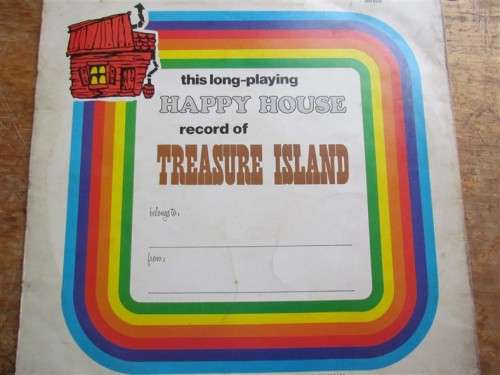 this long-playing
HAPPY HOUSE
record of
TREASURE ISLAND
belongs to:
from: